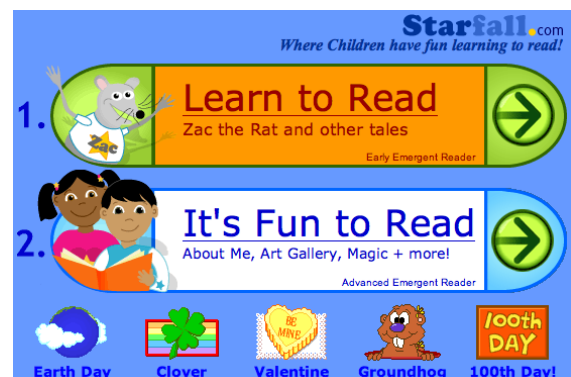 Starfall.com
Where Children have fun learning to read!
1.
Zac
Learn to Read
Zac the Rat and other tales
Early Emergent Reader
2.
It's Fun to Read
About Me, Art Gallery, Magic + more!
Advanced Emergent Reader
BE
MINE
100th
DAY
Earth Day Clover Valentine Groundhog 100th Day!